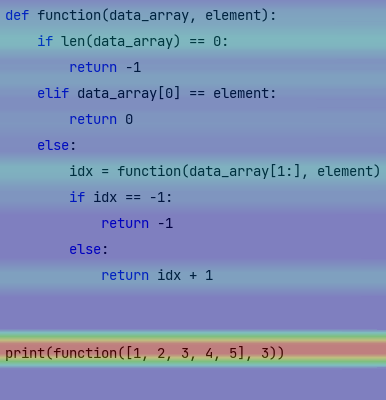 def function(data_array, element):
    if len(data_array) == 0:
        return -1
    elif data_array[0] == element:
        return 0
    else:
        idx = function(data_array[1:], element)
        if idx == -1:
            return -1
        else:
            return idx + 1
print(function([1, 2, 3, 4, 5], 3))